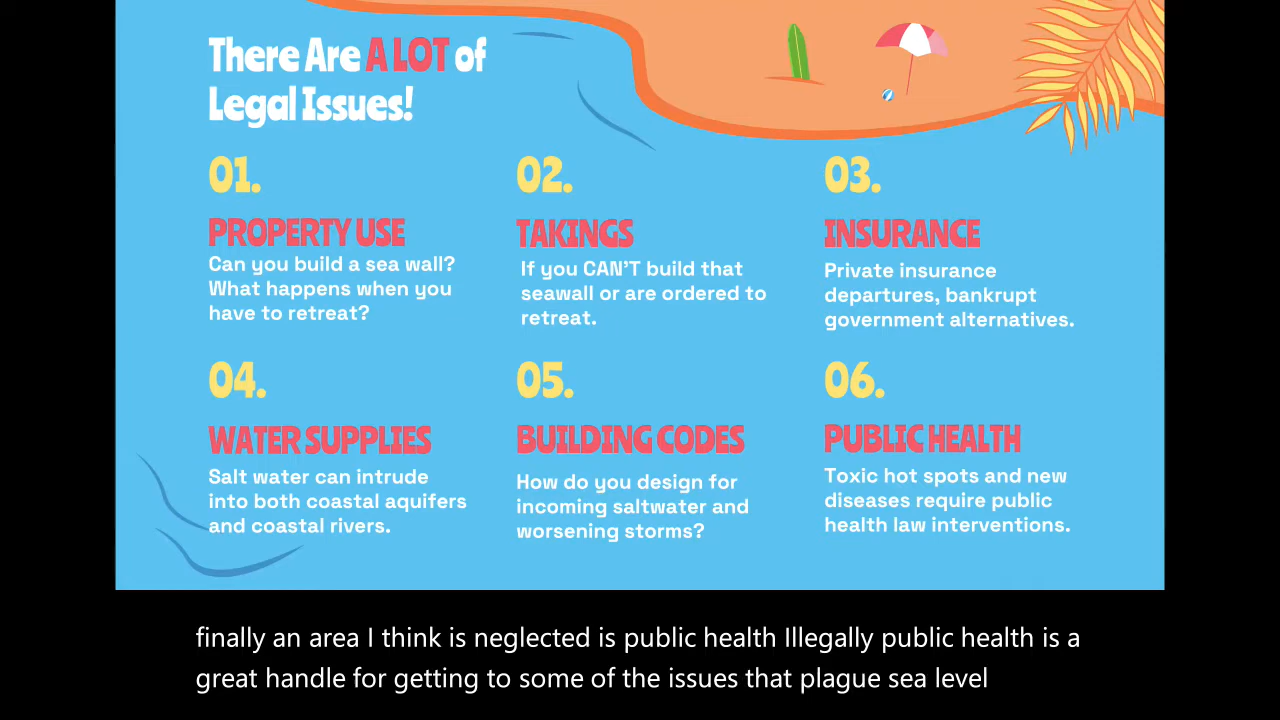 There Are A LOT of
Legal Issues!
01.
PROPERTY USE
Can you build a sea wall?
What happens when you
have to retreat?
02.
TAKINGS
If you CAN'T build that
seawall or are ordered to
retreat.
03.
INSURANCE
Private insurance
departures, bankrupt
government alternatives.
04.
WATER SUPPLIES
Salt water can intrude
into both coastal aquifers
and coastal rivers.
05.
BUILDING CODES
How do you design for
incoming saltwater and
worsening storms?
06.
PUBLIC HEALTH
Toxic hot spots and new
diseases require public
health law interventions.
finally an area I think is neglected is public health Illegally public health is a
great handle for getting to some of the issues that plague sea level